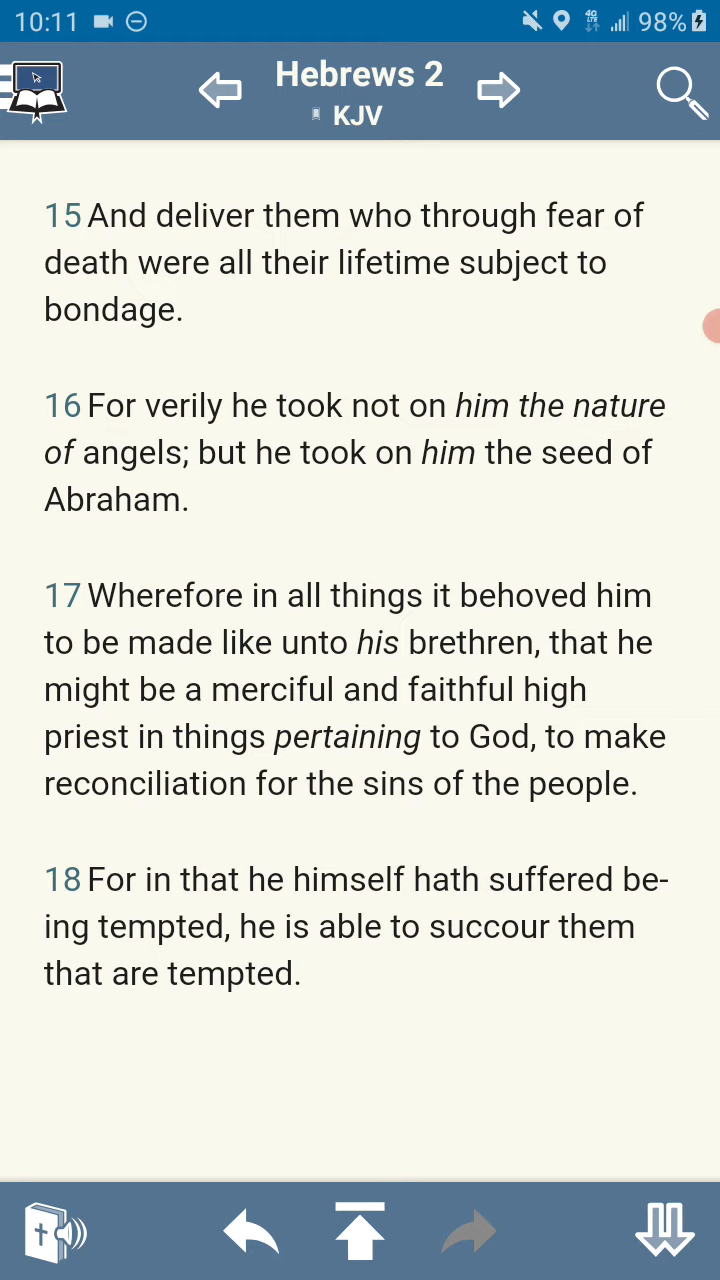 10:11
4G LTE 98%
Hebrews 2
KJV
15 And deliver them who through fear of
death were all their lifetime subject to
bondage.
16 For verily he took not on him the nature
of angels; but he took on him the seed of
Abraham.
17 Wherefore in all things it behoved him
to be made like unto his brethren, that he
might be a merciful and faithful high
priest in things pertaining to God, to make
reconciliation for the sins of the people.
18 For in that he himself hath suffered be-
ing tempted, he is able to succour them
that are tempted.